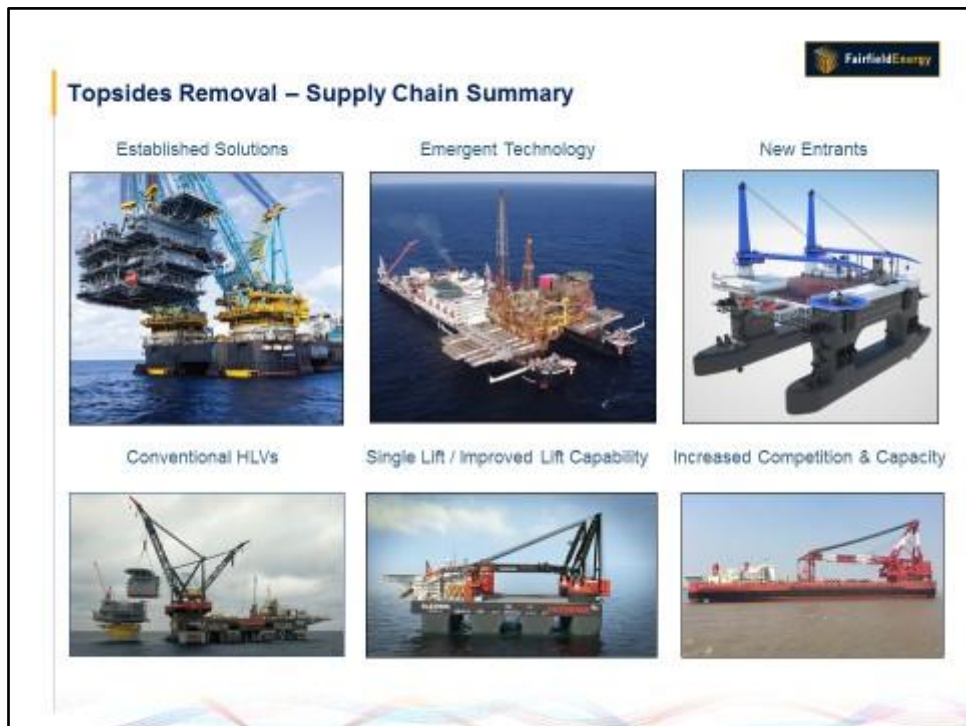 FairfieldEnergy
Topsides Removal – Supply Chain Summary
Established Solutions
Emergent Technology
New Entrants
Conventional HLVs
Single Lift / Improved Lift Capability
Increased Competition & Capacity